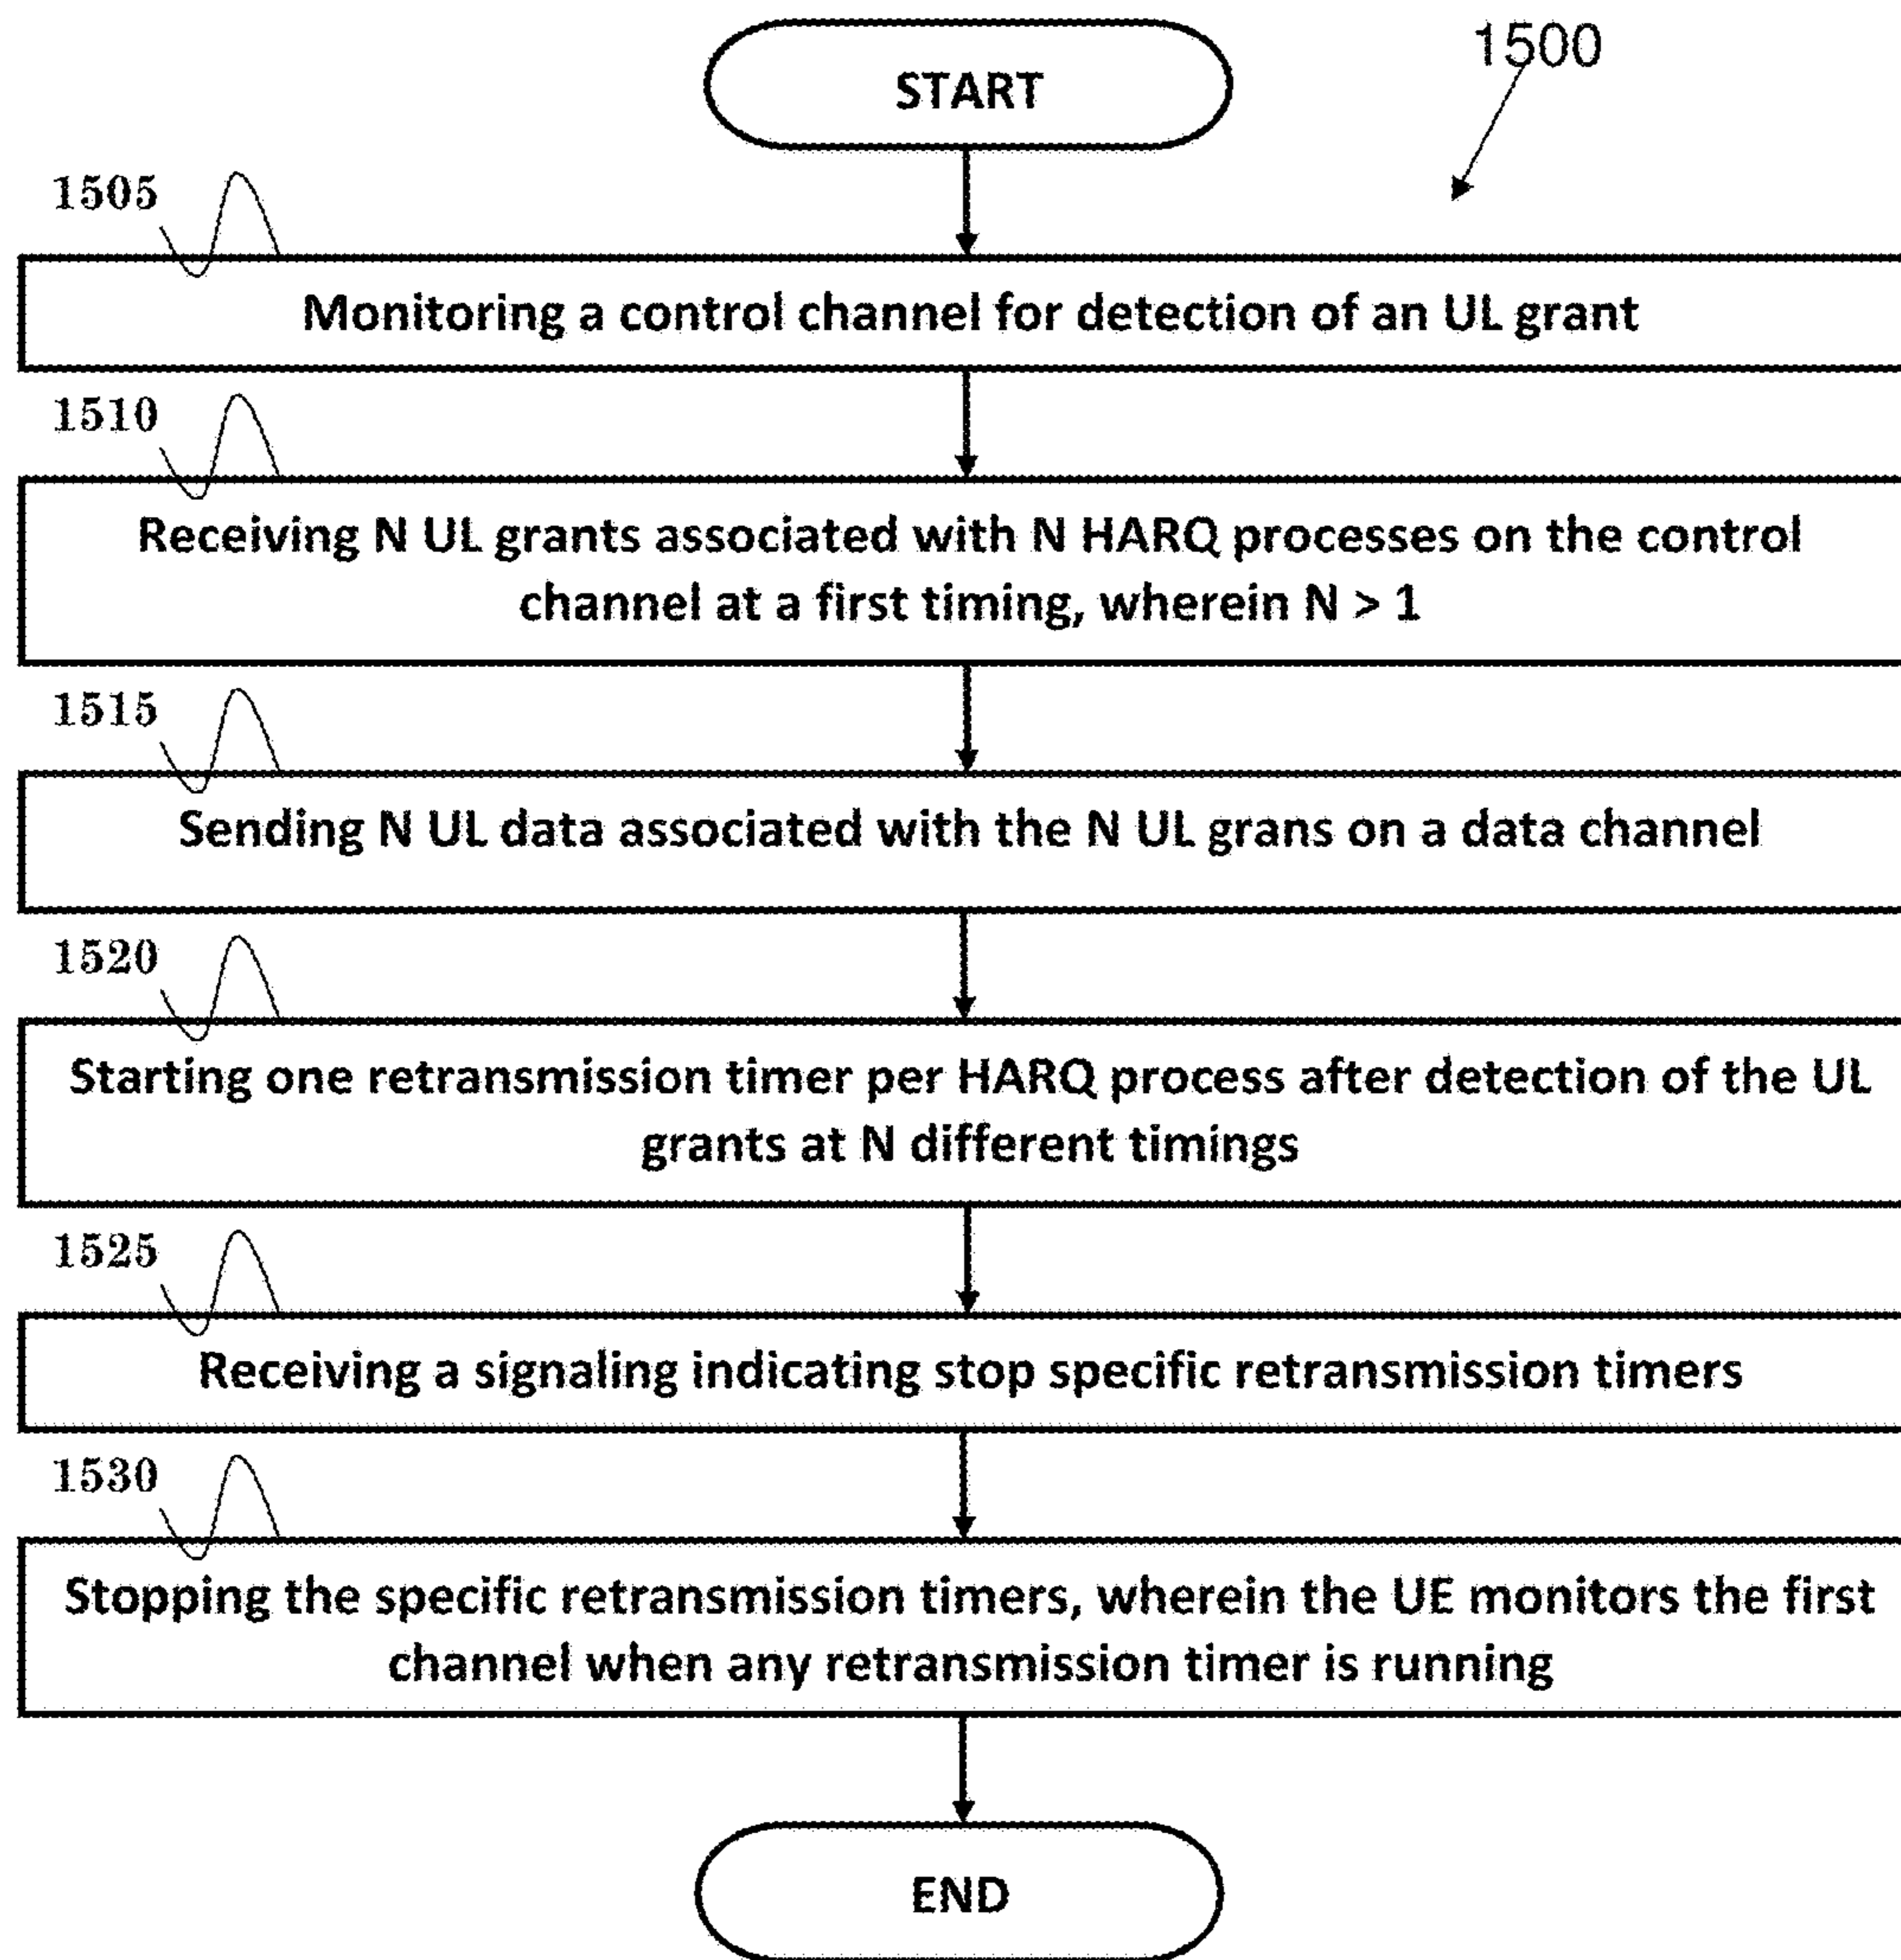 1500
START
1505
Monitoring a control channel for detection of an UL grant
1510
Receiving N UL grants associated with N HARQ processes on the control
channel at a first timing, wherein N > 1
1515
Sending N UL data associated with the N UL grans on a data channel
1520
Starting one retransmission timer per HARQ process after detection of the UL
grants at N different timings
1525
Receiving a signaling indicating stop specific retransmission timers
1530
Stopping the specific retransmission timers, wherein the UE monitors the first
channel when any retransmission timer is running
END